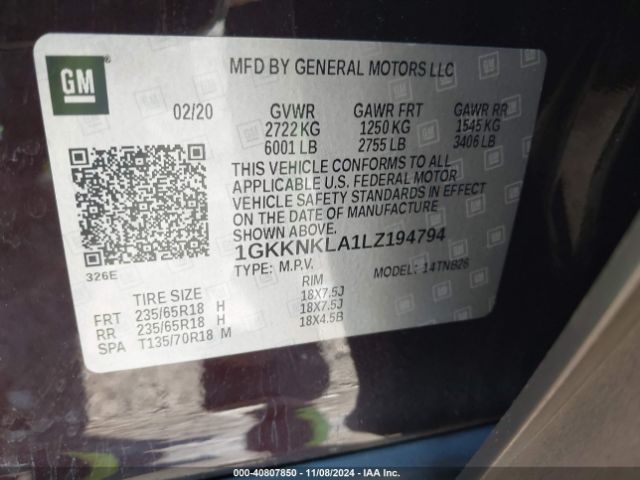 GM
MFD BY GENERAL MOTORS LLC
02/20 GVWR GAWR FRT GAWR RR
2722 KG 1250 KG 1545 KG
6001 LB 2755 LB 3406 LB
THIS VEHICLE CONFORMS TO ALL
APPLICABLE U.S. FEDERAL MOTOR
VEHICLE SAFETY STANDARDS IN EFFECT
ON THE DATE OF MANUFACTURE
SHOWN ABOVE.
1GKKNKLA1LZ194794
326E
TYPE: M.P.V. MODEL: 14TNB26
TIRE SIZE RIM
FRT 235/65R18 H 18X7.5J
RR 235/65R18 H 18X7.5J
SPA T135/70R18 M 18X4.5B
000-40807850 - 11/08/2024 - IAA Inc.